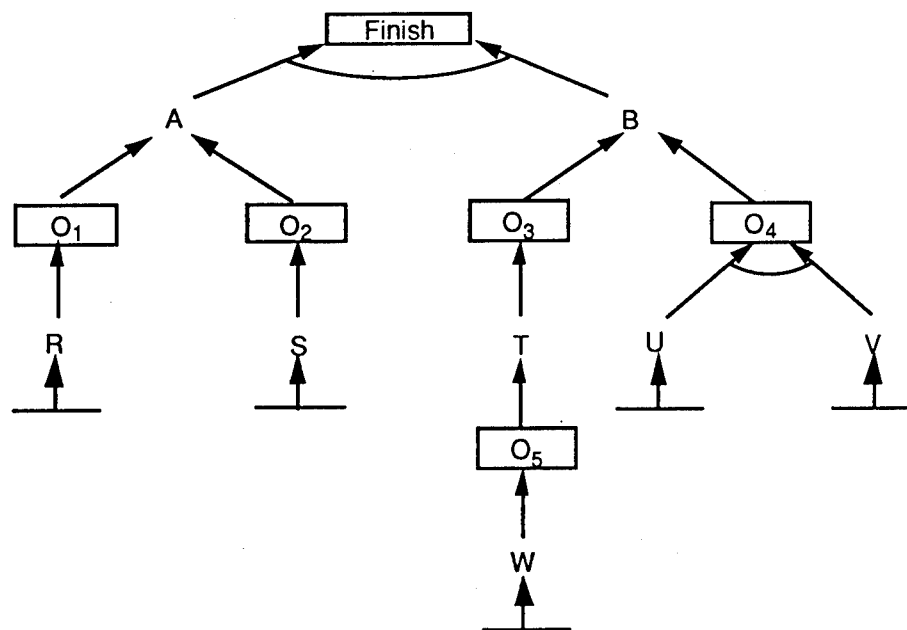 Finish
A B
O₁ O₂ O₃ O₄
R S T U V
O₅
W